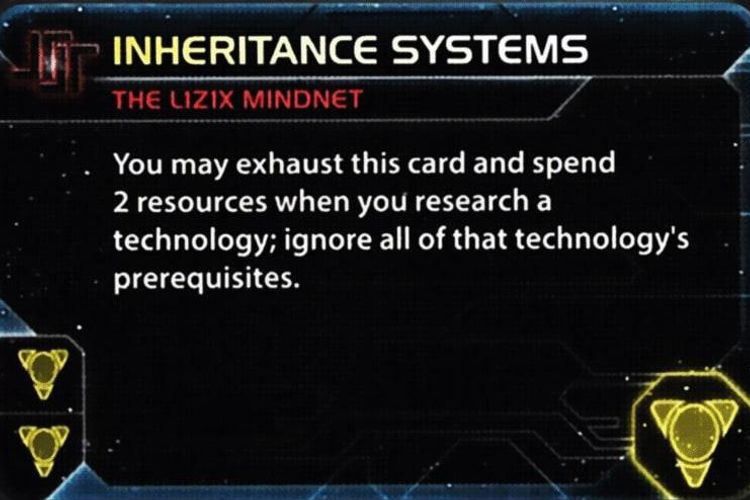 INHERITANCE SYSTEMS
THE L1Z1X MINDNET
You may exhaust this card and spend
2 resources when you research a
technology; ignore all of that technology's
prerequisites.